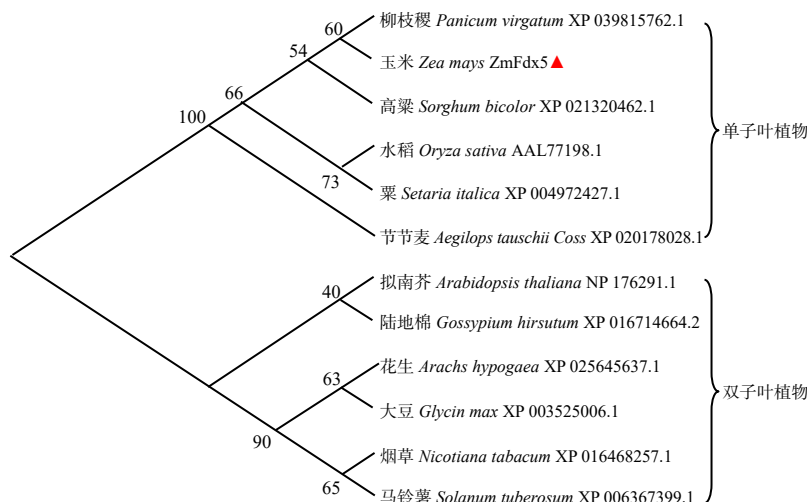 60
柳枝稷 Panicum virgatum XP 039815762.1
54
玉米 Zea mays ZmFdx5▲
66
高粱 Sorghum bicolor XP 021320462.1
100
单子叶植物
水稻 Oryza sativa AAL77198.1
73
粟 Setaria italica XP 004972427.1
节节麦 Aegilops tauschii Coss XP 020178028.1
拟南芥 Arabidopsis thaliana NP 176291.1
40
陆地棉 Gossypium hirsutum XP 016714664.2
花生 Arachs hypogaea XP 025645637.1
63
双子叶植物
大豆 Glycin max XP 003525006.1
90
烟草 Nicotiana tabacum XP 016468257.1
65
马铃薯 Solanum tuberosum XP 006367399.1